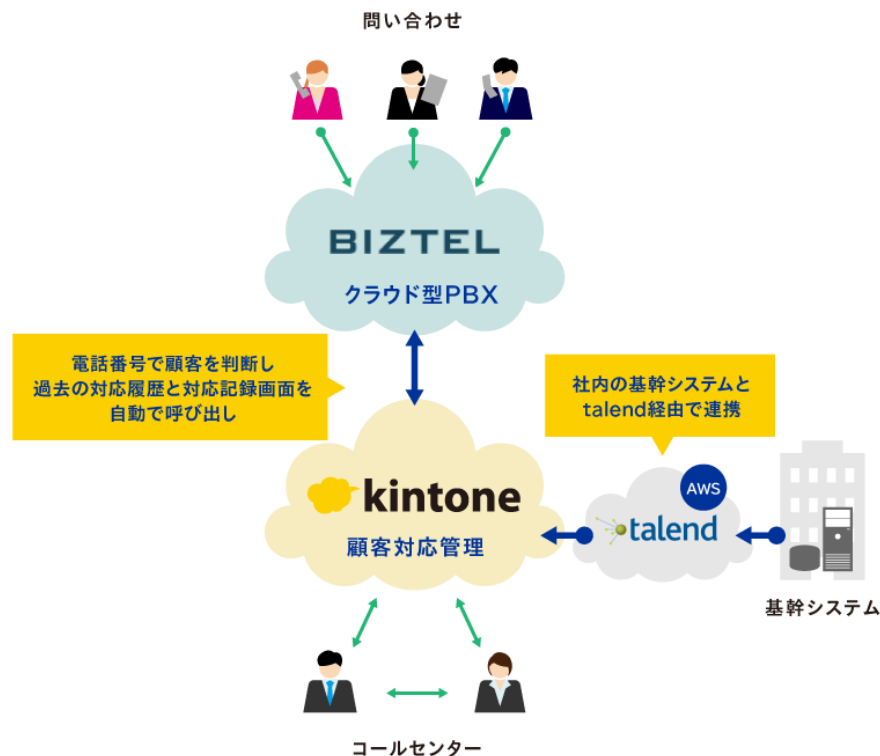 問い合わせ
BIZTEL
クラウド型PBX
電話番号で顧客を判断し
過去の対応履歴と対応記録画面を
自動で呼び出し
社内の基幹システムと
talend経由で連携
AWS
kintone
talend
顧客対応管理
基幹システム
コールセンター